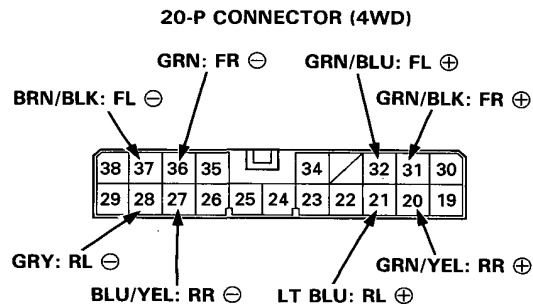 20-P CONNECTOR (4WD)
GRN: FR ⊖
GRN/BLU: FL ⊕
BRN/BLK: FL ⊖
GRN/BLK: FR ⊕
38 37 36 35 34 32 31 30
29 28 27 26 25 24 23 22 21 20 19
GRY: RL ⊖
GRN/YEL: RR ⊕
BLU/YEL: RR ⊖
LT BLU: RL ⊕